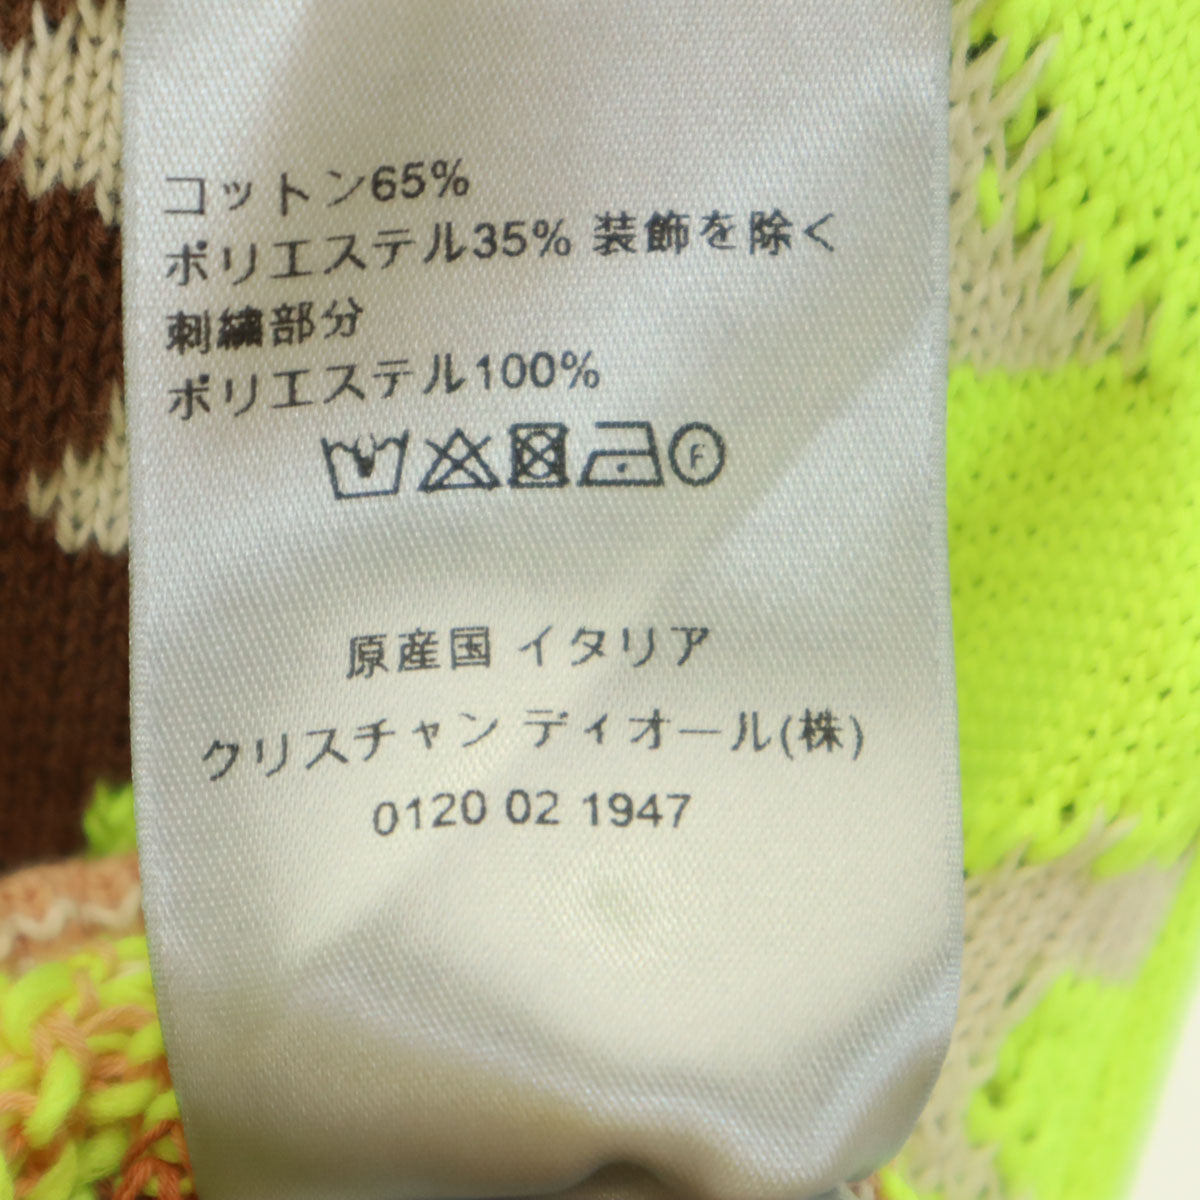 コットン65%
ポリエステル35% 装飾を除く
刺繍部分
ポリエステル100%
F
原産国 イタリア
クリスチャン ディオール(株)
0120 02 1947